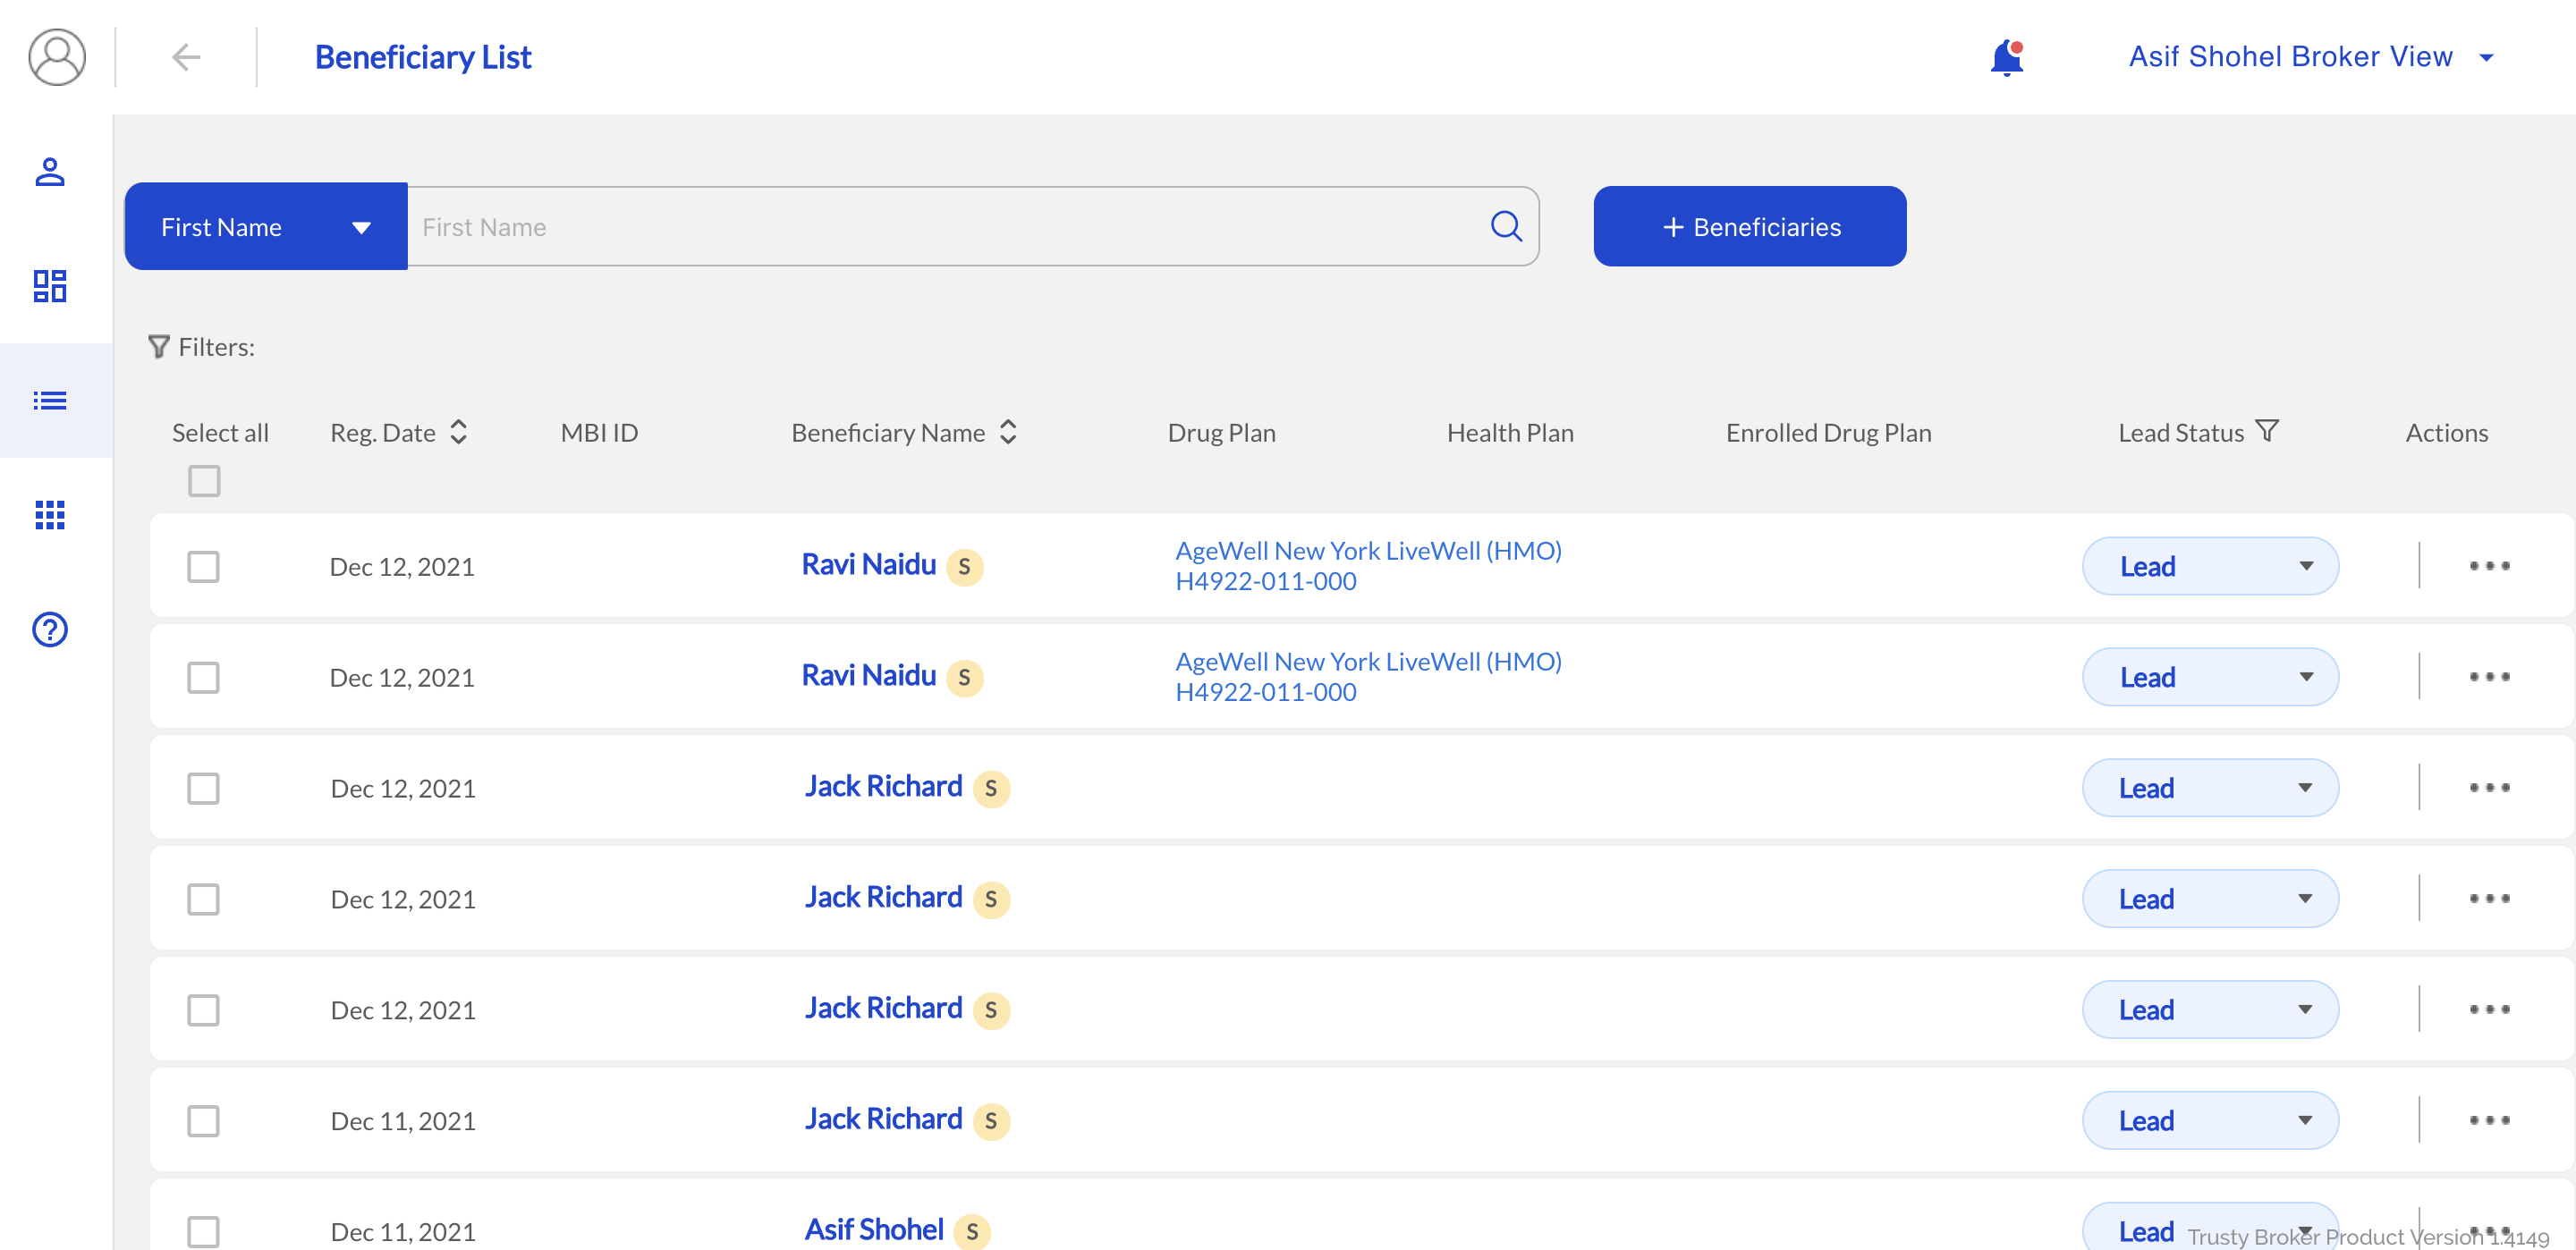 Beneficiary List
Asif Shohel Broker View
First Name
First Name
+ Beneficiaries
Filters:
Select all Reg. Date MBI ID Beneficiary Name Drug Plan Health Plan Enrolled Drug Plan Lead Status Actions
Dec 12, 2021 Ravi Naidu S AgeWell New York LiveWell (HMO) Lead
H4922-011-000
Dec 12, 2021 Ravi Naidu S AgeWell New York LiveWell (HMO) Lead
H4922-011-000
Dec 12, 2021 Jack Richard S Lead
Dec 12, 2021 Jack Richard S Lead
Dec 12, 2021 Jack Richard S Lead
Dec 11, 2021 Jack Richard S Lead
Dec 11, 2021 Asif Shohel S Lead
Trusty Broker Product Version 1.4149